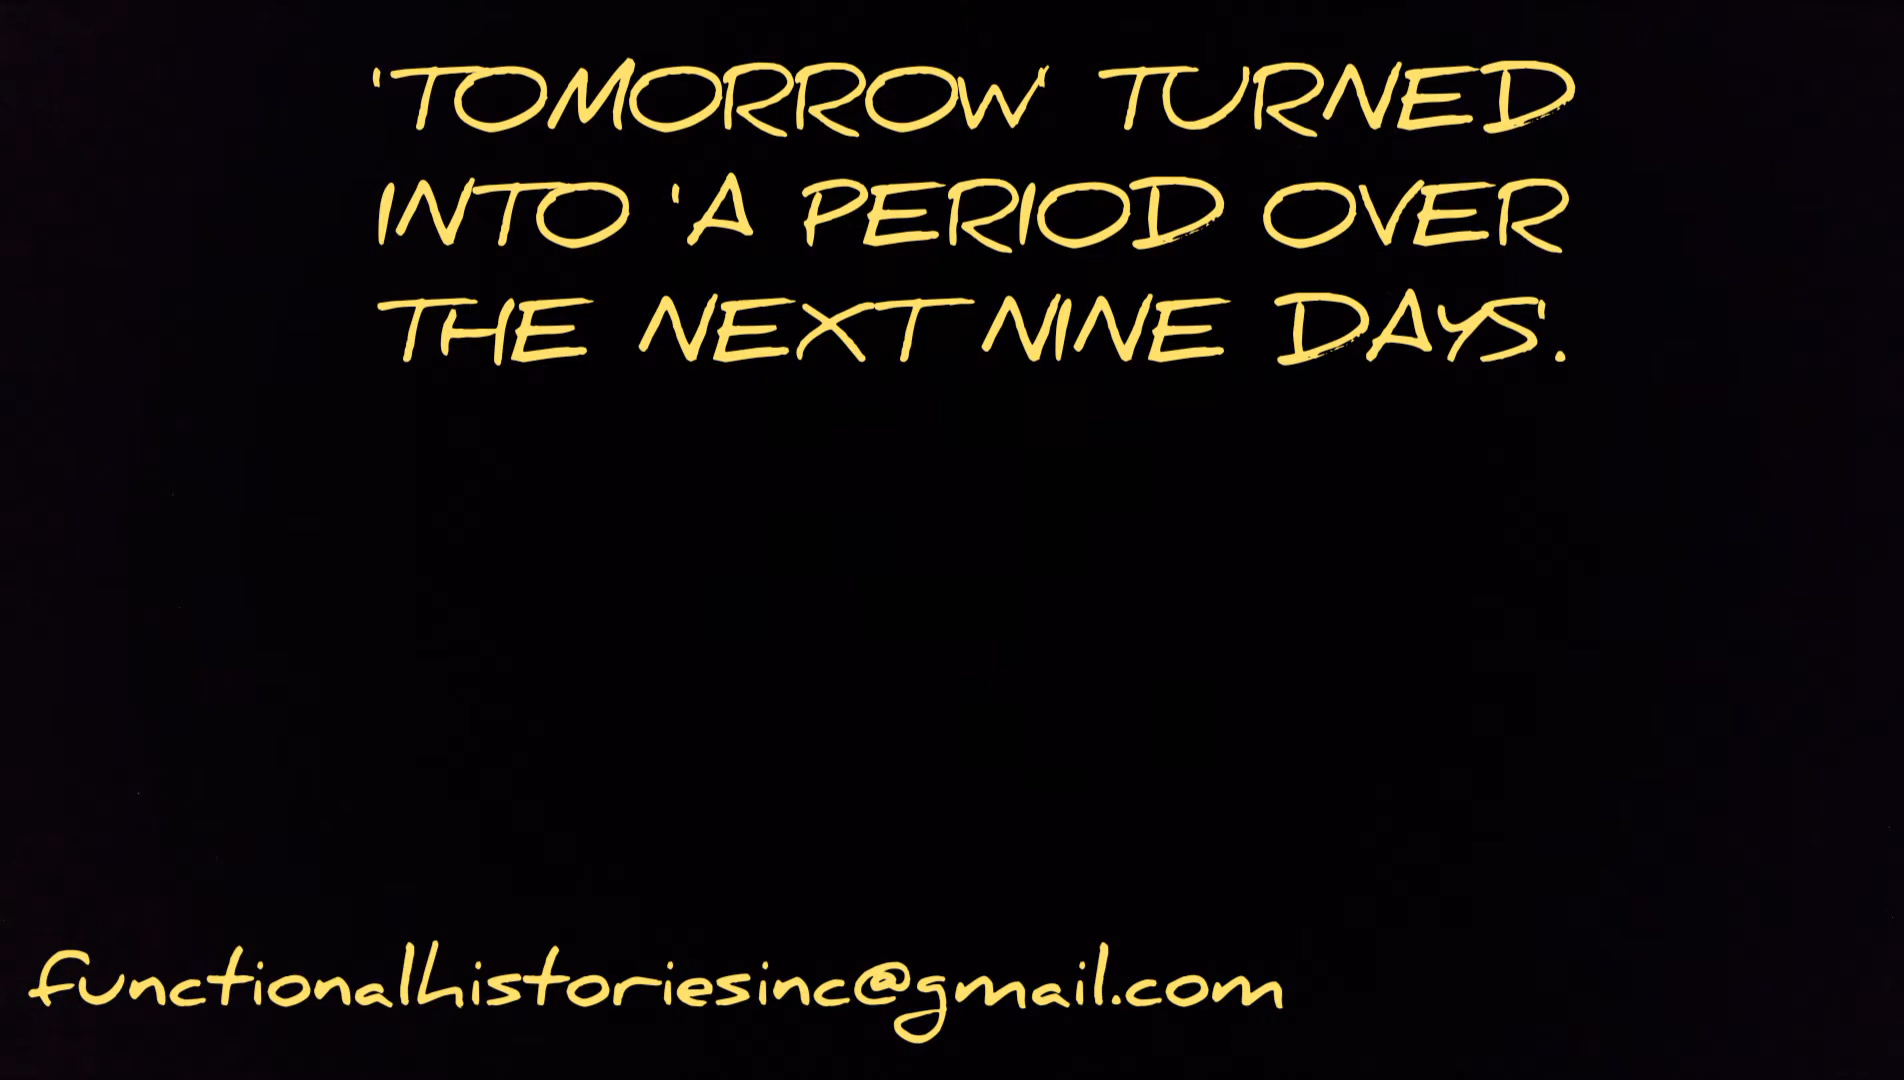 'TOMORROW' TURNED
INTO 'A PERIOD OVER
THE NEXT NINE DAYS'.
functionalhistoriesinc@gmail.com